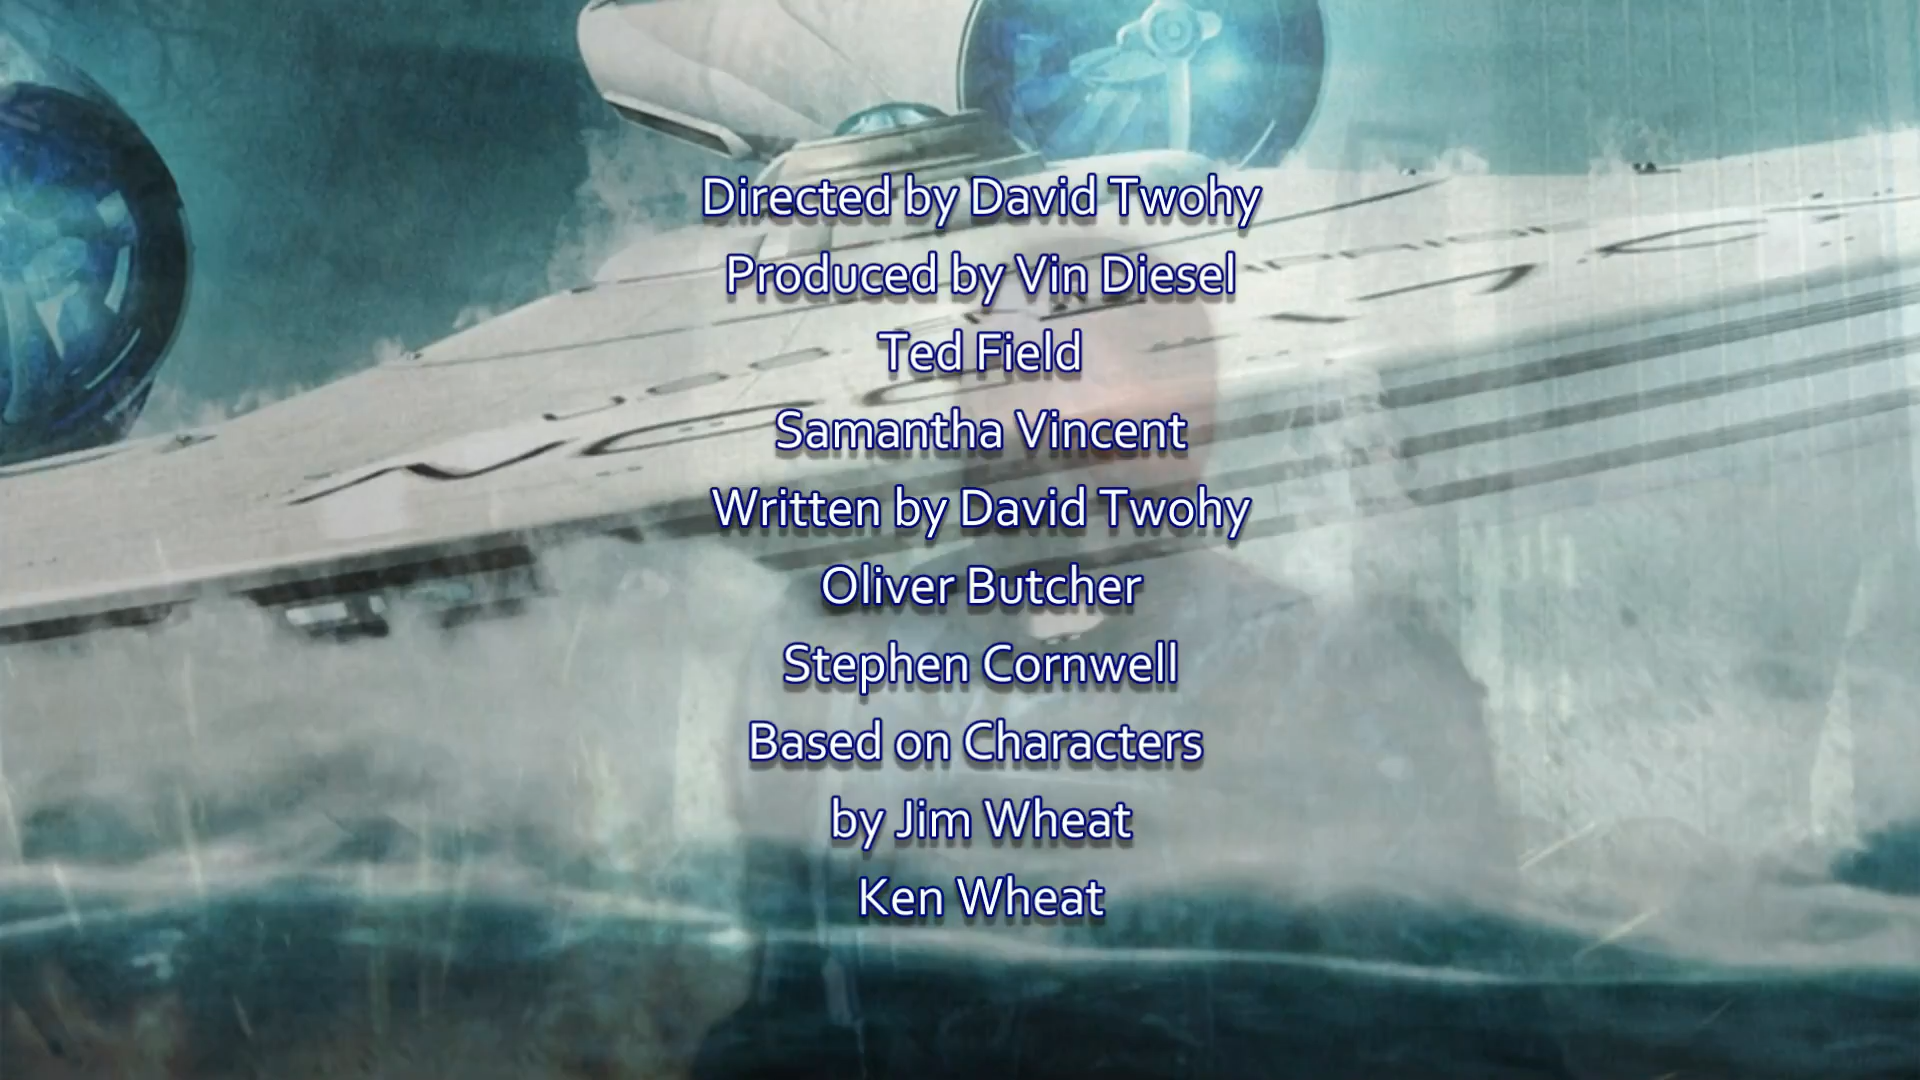 Directed by David Twohy
Produced by Vin Diesel
Ted Field
Samantha Vincent
Written by David Twohy
Oliver Butcher
Stephen Cornwell
Based on Characters
by Jim Wheat
Ken Wheat